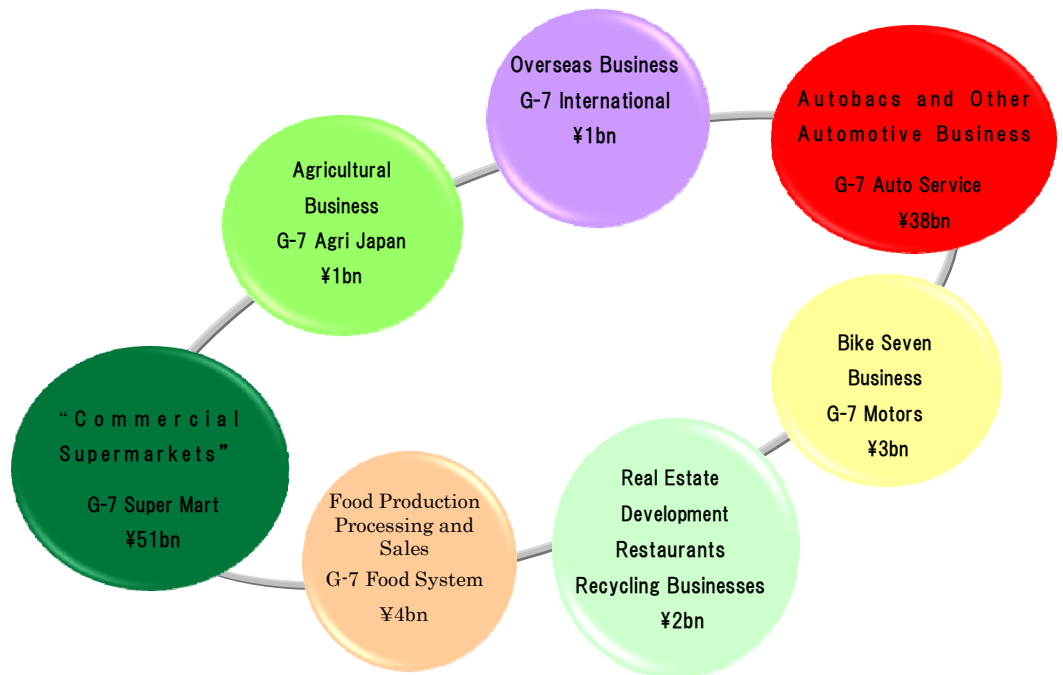 Overseas Business
G-7 International
¥1bn
Autobacs and Other
Automotive Business
G-7 Auto Service
¥38bn
Agricultural
Business
G-7 Agri Japan
¥1bn
Bike Seven
Business
G-7 Motors
¥3bn
“Commercial
Supermarkets”
G-7 Super Mart
¥51bn
Food Production
Processing and
Sales
G-7 Food System
¥4bn
Real Estate
Development
Restaurants
Recycling Businesses
¥2bn